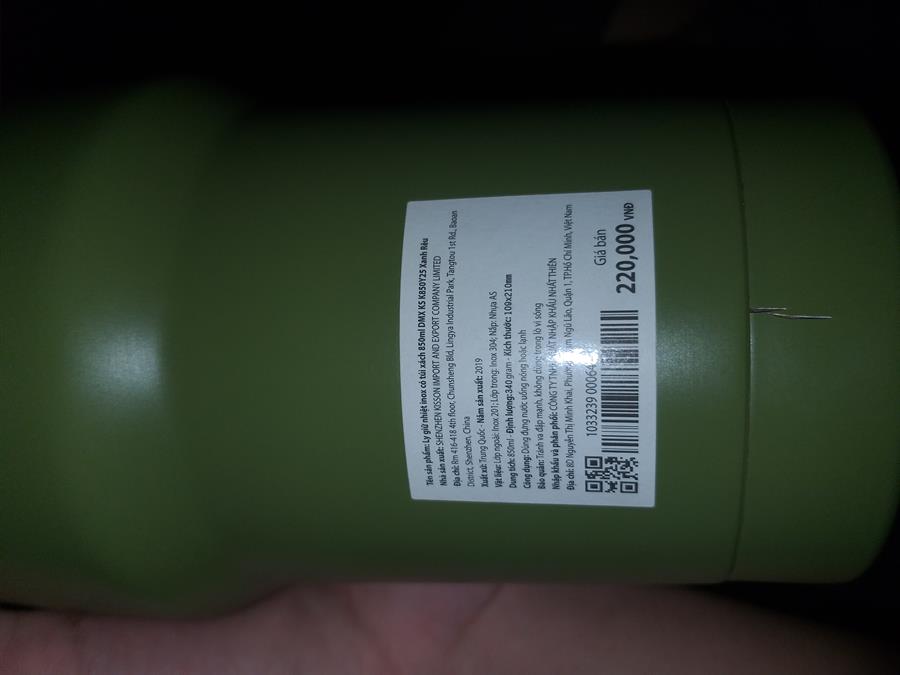 Tên sản phẩm: Ly giữ nhiệt inox có túi xách 850ml DMX KS K850Y25 Xanh Rêu
Nhà sản xuất: SHENZHEN KISSON IMPORT AND EXPORT COMPANY LIMITED
Địa chỉ: Rm 416-418 4th floor, Chunsheng Bld, Lingya Industrial Park, Tangtou 1st Rd., Baoan
District, Shenzhen, China
Xuất xứ: Trung Quốc - Năm sản xuất: 2019
Vật liệu: Lớp ngoài: Inox 201; Lớp trong: Inox 304; Nắp: Nhựa AS
Dung tích: 850ml - Định lượng: 340 gram - Kích thước: 109x210mm
Công dụng: Dùng đựng nước uống nóng hoặc lạnh
Bảo quản: Tránh va đập mạnh, không dùng trong lò vi sóng
Nhập khẩu và phân phối: CÔNG TY TNHH XUẤT NHẬP KHẨU NHẤT THIÊN
Địa chỉ: 8D Nguyễn Thị Minh Khai, Phường Phạm Ngũ Lão, Quận 1, TP.Hồ Chí Minh, Việt Nam
1033239 00064
Giá bán
220,000 VNĐ